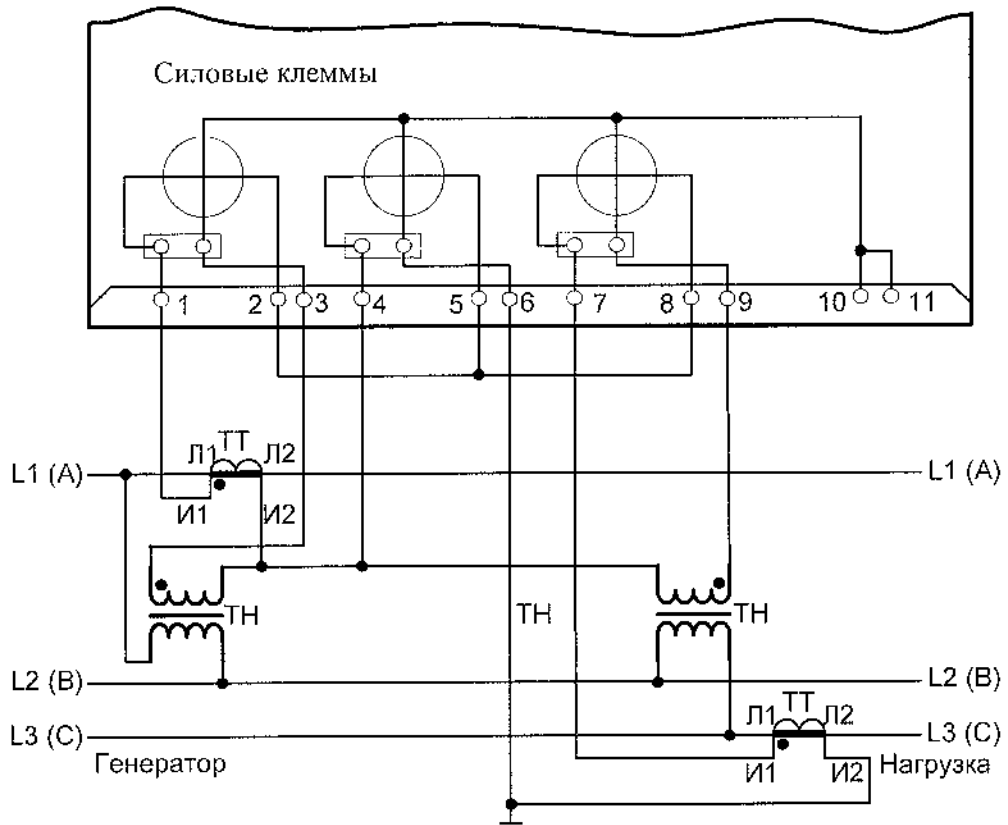 Силовые клеммы
1 2 3 4 5 6 7 8 9 10 11
Л1 ТТ Л2
L1 (A) L1 (A)
И1 И2
ТН ТН ТН
L2 (B) L2 (B)
Л1 ТТ Л2
L3 (C) L3 (C)
Генератор И1 И2 Нагрузка